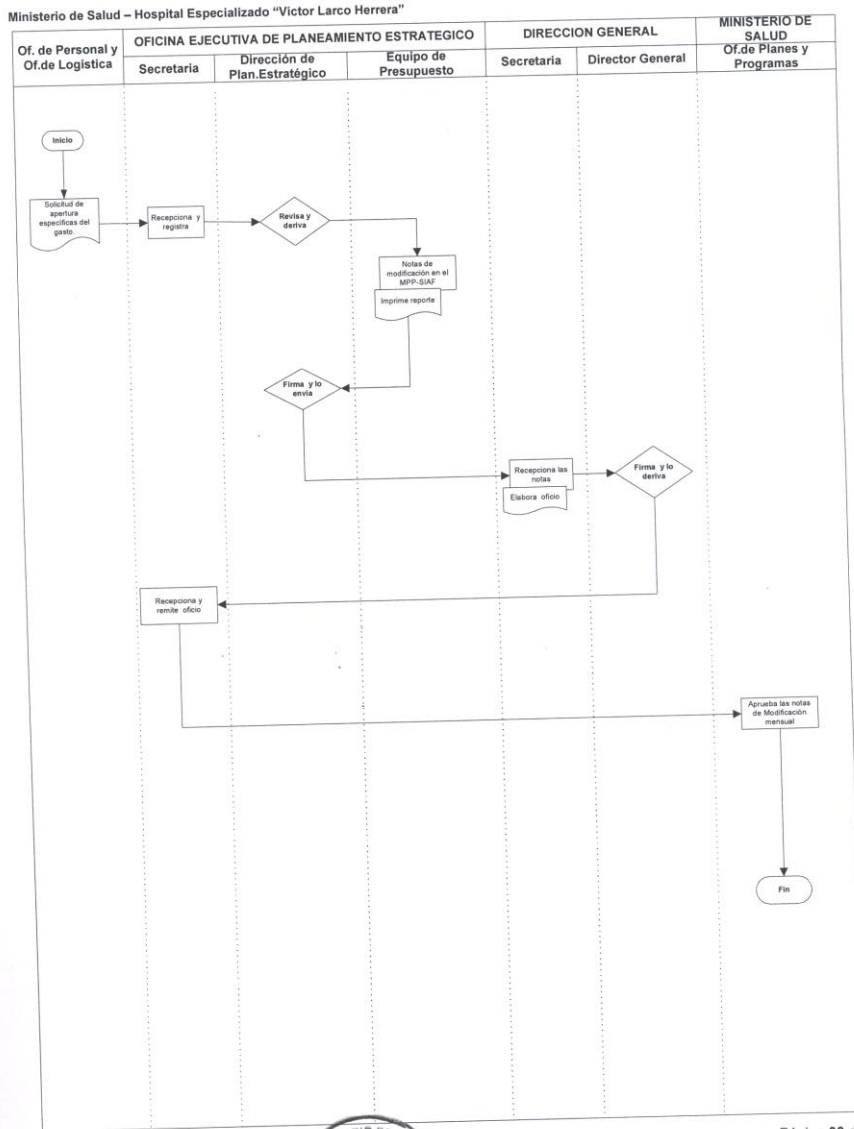 Ministerio de Salud – Hospital Especializado “Victor Larco Herrera”
Of. de Personal y
Of.de Logistica
OFICINA EJECUTIVA DE PLANEAMIENTO ESTRATEGICO
DIRECCION GENERAL
MINISTERIO DE
SALUD
Secretaria
Dirección de
Plan.Estratégico
Equipo de
Presupuesto
Secretaria
Director General
Of.de Planes y
Programas
Inicio
Solicitud de
apertura
especificas del
gasto.
Recepciona y
registra
Revisa y
deriva
Notas de
modificación en el
MPP-SIAF
Imprime reporte
Firma y lo
envia
Recepciona las
notas
Elabora oficio
Firma y lo
deriva
Recepciona y
remite oficio
Aprueba las notas
de Modificación
mensual
Fin